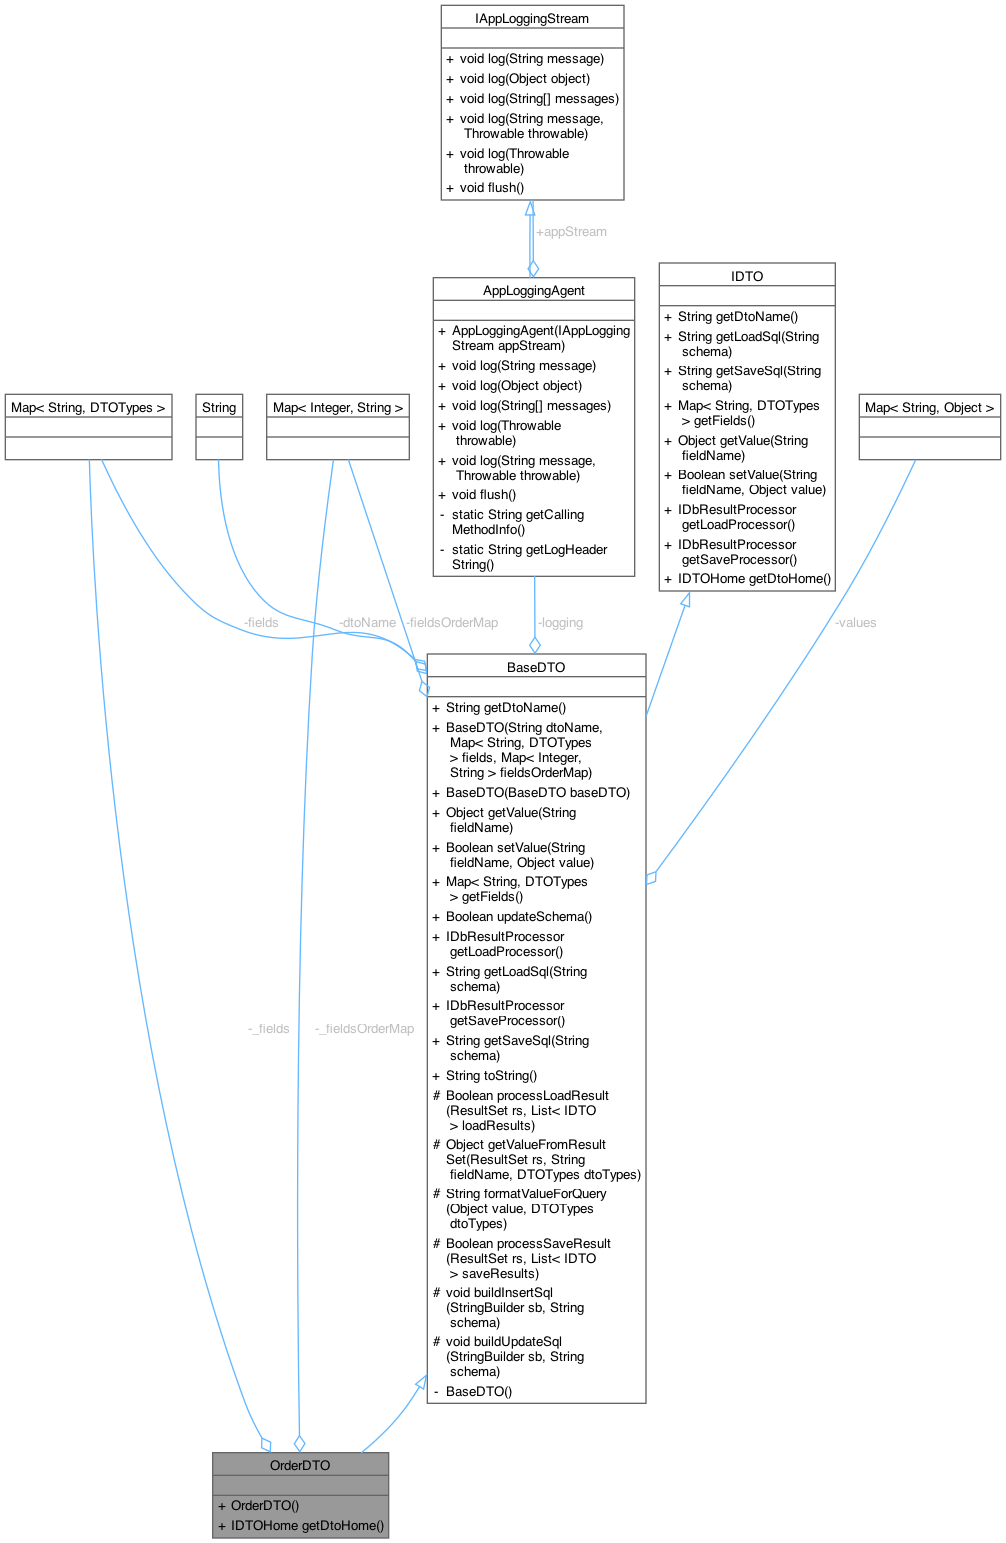 IAppLoggingStream
+ void log(String message)
+ void log(Object object)
+ void log(String[] messages)
+ void log(String message,
Throwable throwable)
+ void log(Throwable
throwable)
+ void flush()
+appStream
AppLoggingAgent
+ AppLoggingAgent(IAppLogging
Stream appStream)
+ void log(String message)
+ void log(Object object)
+ void log(String[] messages)
+ void log(Throwable
throwable)
+ void log(String message,
Throwable throwable)
+ void flush()
- static String getCalling
MethodInfo()
- static String getLogHeader
String()
IDTO
+ String getDtoName()
+ String getLoadSql(String
schema)
+ String getSaveSql(String
schema)
+ Map< String, DTOTypes
> getFields()
+ Object getValue(String
fieldName)
+ Boolean setValue(String
fieldName, Object value)
+ IDbResultProcessor
getLoadProcessor()
+ IDbResultProcessor
getSaveProcessor()
+ IDTOHome getDtoHome()
Map< String, DTOTypes >
String
Map< Integer, String >
Map< String, Object >
-fields
-dtoName
-fieldsOrderMap
-logging
-values
BaseDTO
+ String getDtoName()
+ BaseDTO(String dtoName,
Map< String, DTOTypes
> fields, Map< Integer,
String > fieldsOrderMap)
+ BaseDTO(BaseDTO baseDTO)
+ Object getValue(String
fieldName)
+ Boolean setValue(String
fieldName, Object value)
+ Map< String, DTOTypes
> getFields()
+ Boolean updateSchema()
+ IDbResultProcessor
getLoadProcessor()
+ String getLoadSql(String
schema)
+ IDbResultProcessor
getSaveProcessor()
+ String getSaveSql(String
schema)
+ String toString()
# Boolean processLoadResult
(ResultSet rs, List< IDTO
> loadResults)
# Object getValueFromResult
Set(ResultSet rs, String
fieldName, DTOTypes dtoTypes)
# String formatValueForQuery
(Object value, DTOTypes
dtoTypes)
# Boolean processSaveResult
(ResultSet rs, List< IDTO
> saveResults)
# void buildInsertSql
(StringBuilder sb, String
schema)
# void buildUpdateSql
(StringBuilder sb, String
schema)
- BaseDTO()
-_fields
-_fieldsOrderMap
OrderDTO
+ OrderDTO()
+ IDTOHome getDtoHome()